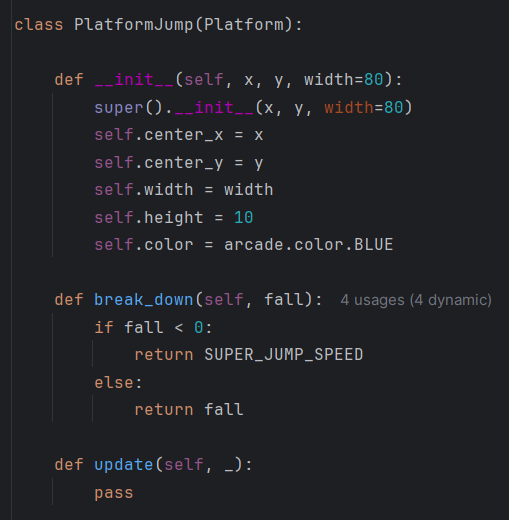 class PlatformJump(Platform):
def __init__(self, x, y, width=80):
super().__init__(x, y, width=80)
self.center_x = x
self.center_y = y
self.width = width
self.height = 10
self.color = arcade.color.BLUE
def break_down(self, fall): 4 usages (4 dynamic)
if fall < 0:
return SUPER_JUMP_SPEED
else:
return fall
def update(self, _):
pass